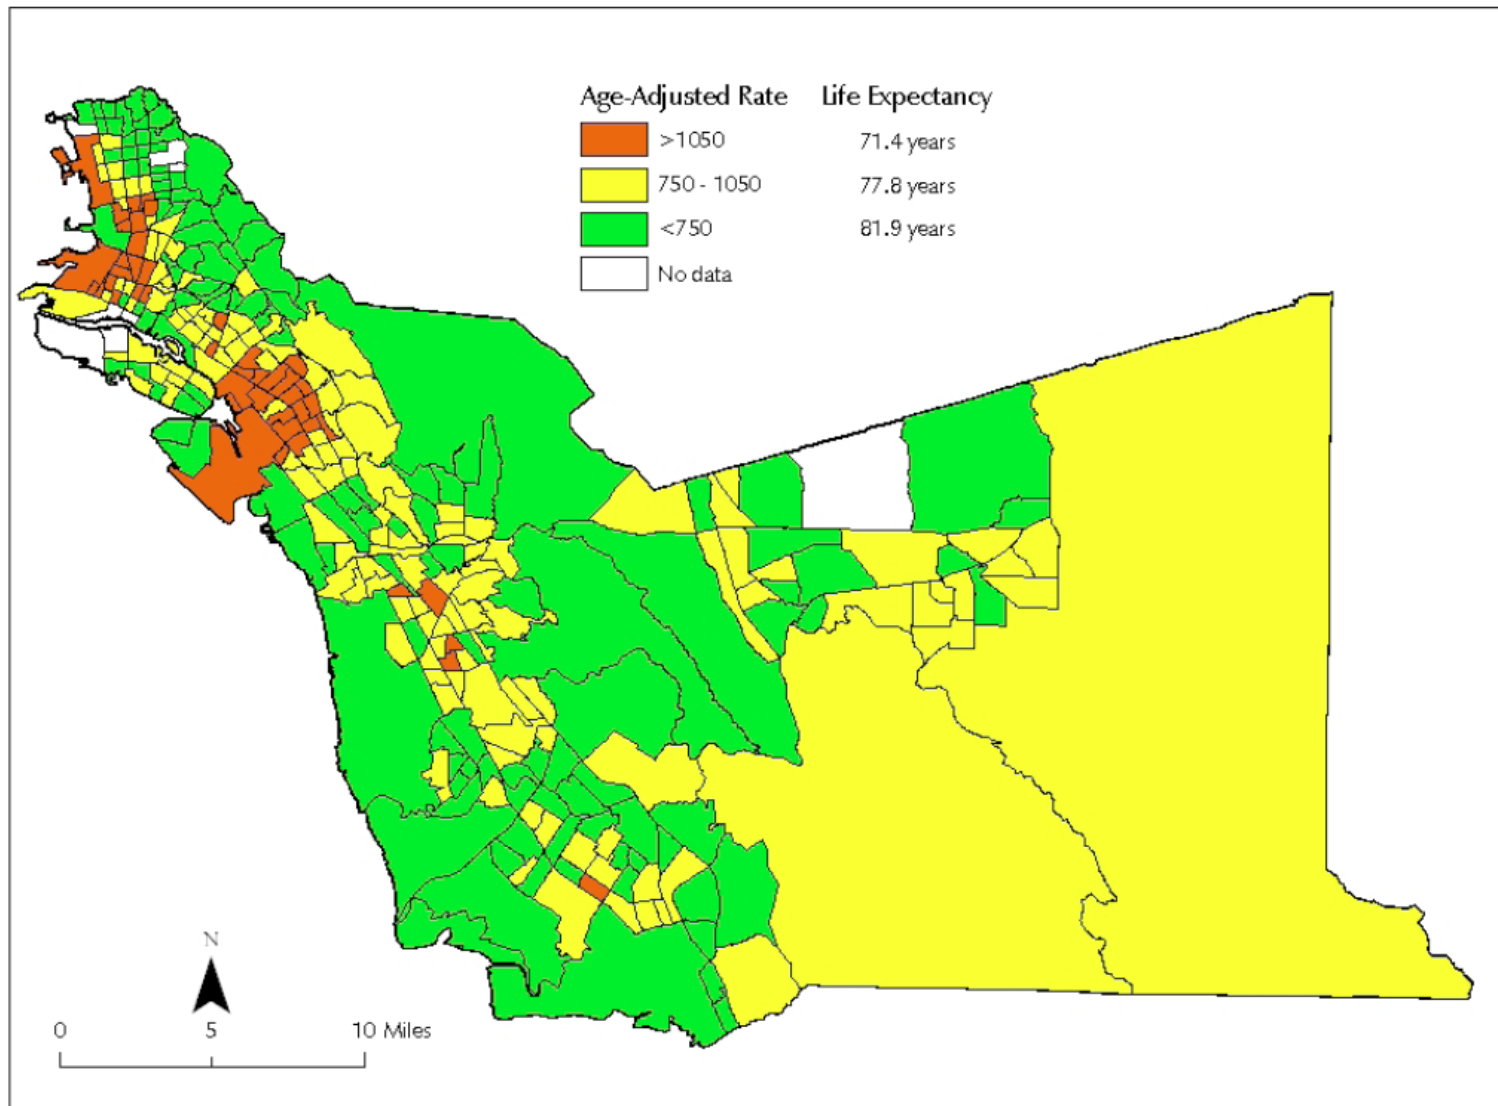 Age-Adjusted Rate Life Expectancy
>1050 71.4 years
750 - 1050 77.8 years
<750 81.9 years
No data
N
0 5 10 Miles